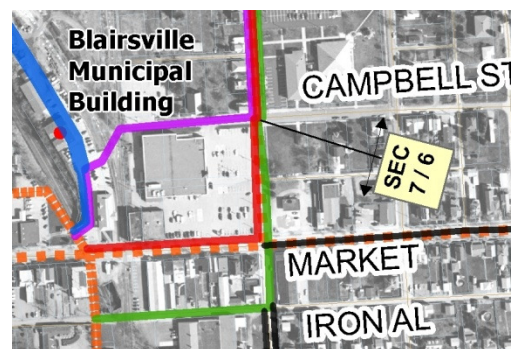 Blairsville
Municipal
Building
CAMPBELL ST
SEC
7 / 6
MARKET
IRON AL